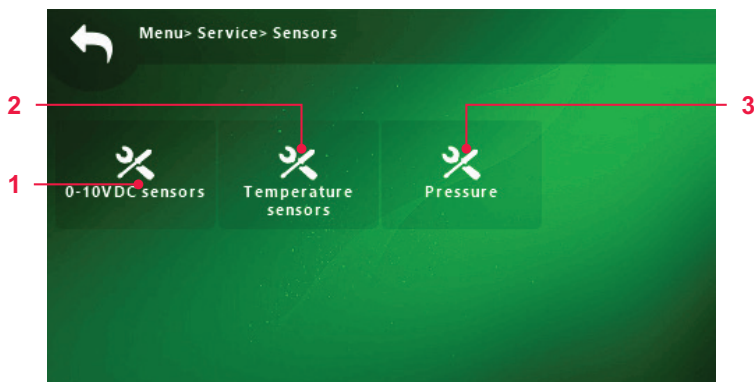 Menu> Service> Sensors
2
3
1
0-10VDC sensors
Temperature
sensors
Pressure